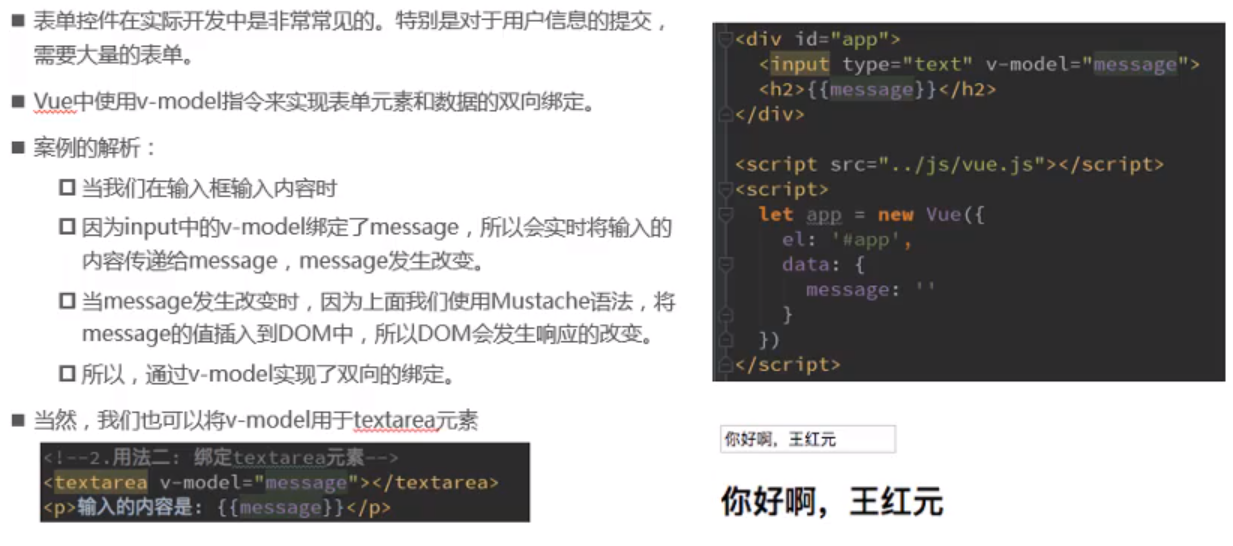 ■ 表单控件在实际开发中是非常常见的。特别是对于用户信息的提交，
需要大量的表单。
■ Vue中使用v-model指令来实现表单元素和数据的双向绑定。
■ 案例的解析：
□ 当我们在输入框输入内容时
□ 因为input中的v-model绑定了message，所以会实时将输入的
内容传递给message，message发生改变。
□ 当message发生改变时，因为上面我们使用Mustache语法，将
message的值插入到DOM中，所以DOM会发生响应的改变。
□ 所以，通过v-model实现了双向的绑定。
■ 当然，我们也可以将v-model用于textarea元素
<!--2.用法二: 绑定textarea元素-->
<textarea v-model="message"></textarea>
<p>输入的内容是: {{message}}</p>
<div id="app">
<input type="text" v-model="message">
<h2>{{message}}</h2>
</div>
<script src="../js/vue.js"></script>
<script>
let app = new Vue({
el: '#app',
data: {
message: ''
}
})
</script>
你好啊，王红元
你好啊，王红元